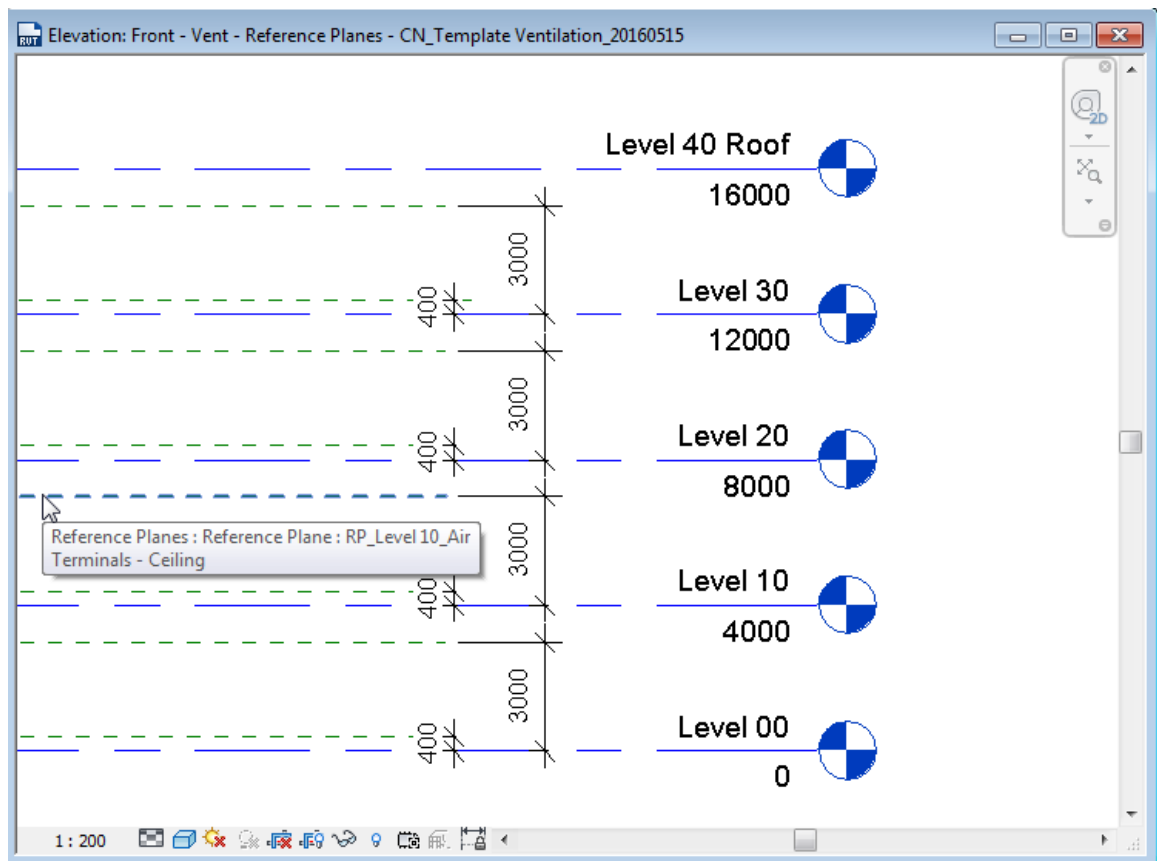 RUT Elevation: Front - Vent - Reference Planes - CN_Template Ventilation_20160515
2D
Level 40 Roof
16000
3000
Level 30
400
12000
3000
Level 20
400
8000
Reference Planes : Reference Plane : RP_Level 10_Air
Terminals - Ceiling
3000
Level 10
400
4000
3000
Level 00
400
0
1 : 200